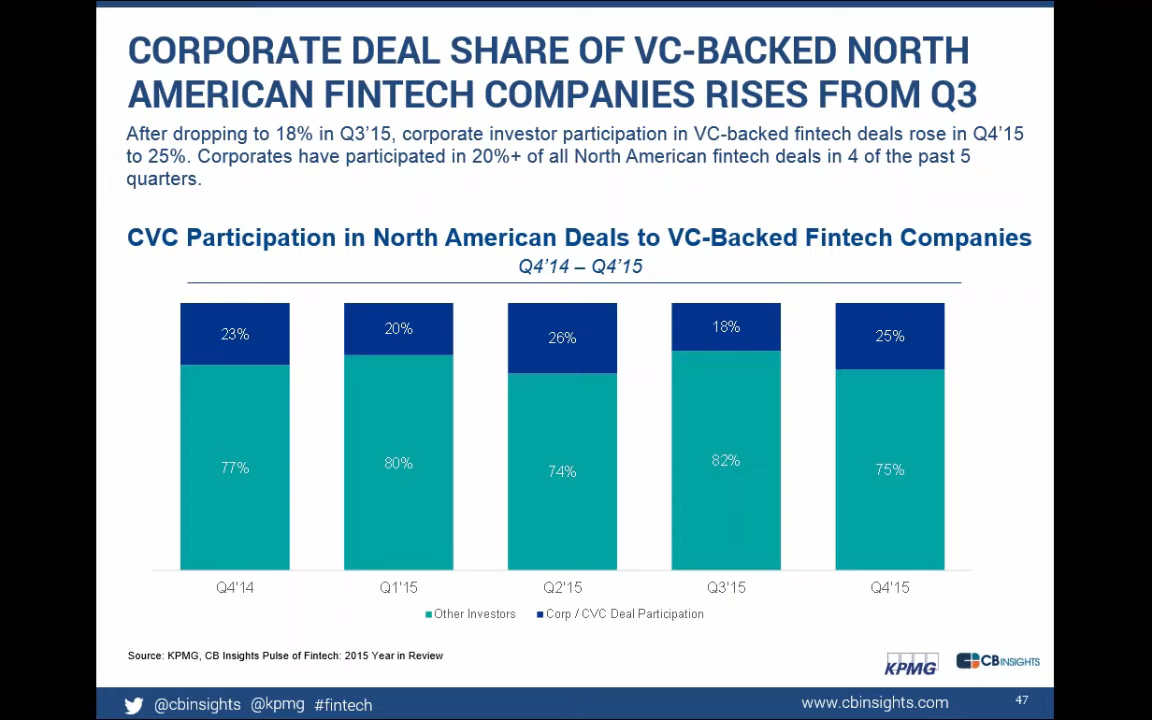 CORPORATE DEAL SHARE OF VC-BACKED NORTH
AMERICAN FINTECH COMPANIES RISES FROM Q3
After dropping to 18% in Q3’15, corporate investor participation in VC-backed fintech deals rose in Q4’15
to 25%. Corporates have participated in 20%+ of all North American fintech deals in 4 of the past 5
quarters.
CVC Participation in North American Deals to VC-Backed Fintech Companies
Q4’14 – Q4’15
23% 20% 26% 18% 25%
77% 80% 74% 82% 75%
Q4'14 Q1'15 Q2'15 Q3'15 Q4'15
Other Investors Corp / CVC Deal Participation
Source: KPMG, CB Insights Pulse of Fintech: 2015 Year in Review
KPMG CBINSIGHTS
@cbinsights @kpmg #fintech www.cbinsights.com 47